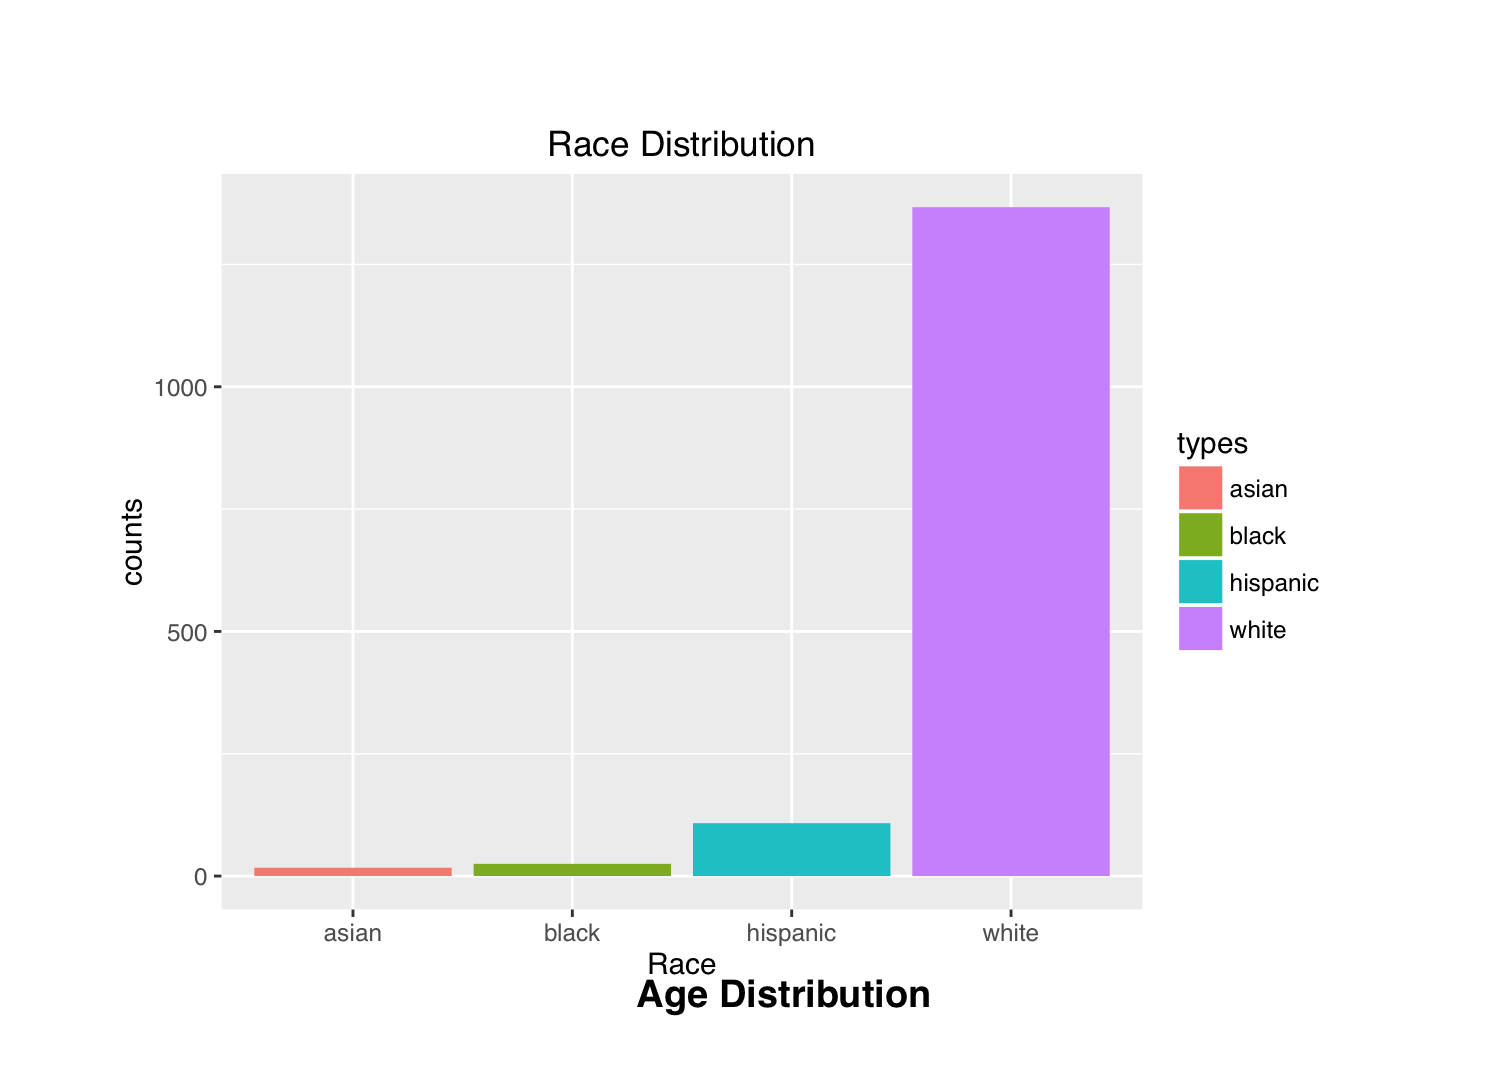 Race Distribution
1000
500
0
counts
asian
black
hispanic
white
Race
Age Distribution
types
asian
black
hispanic
white